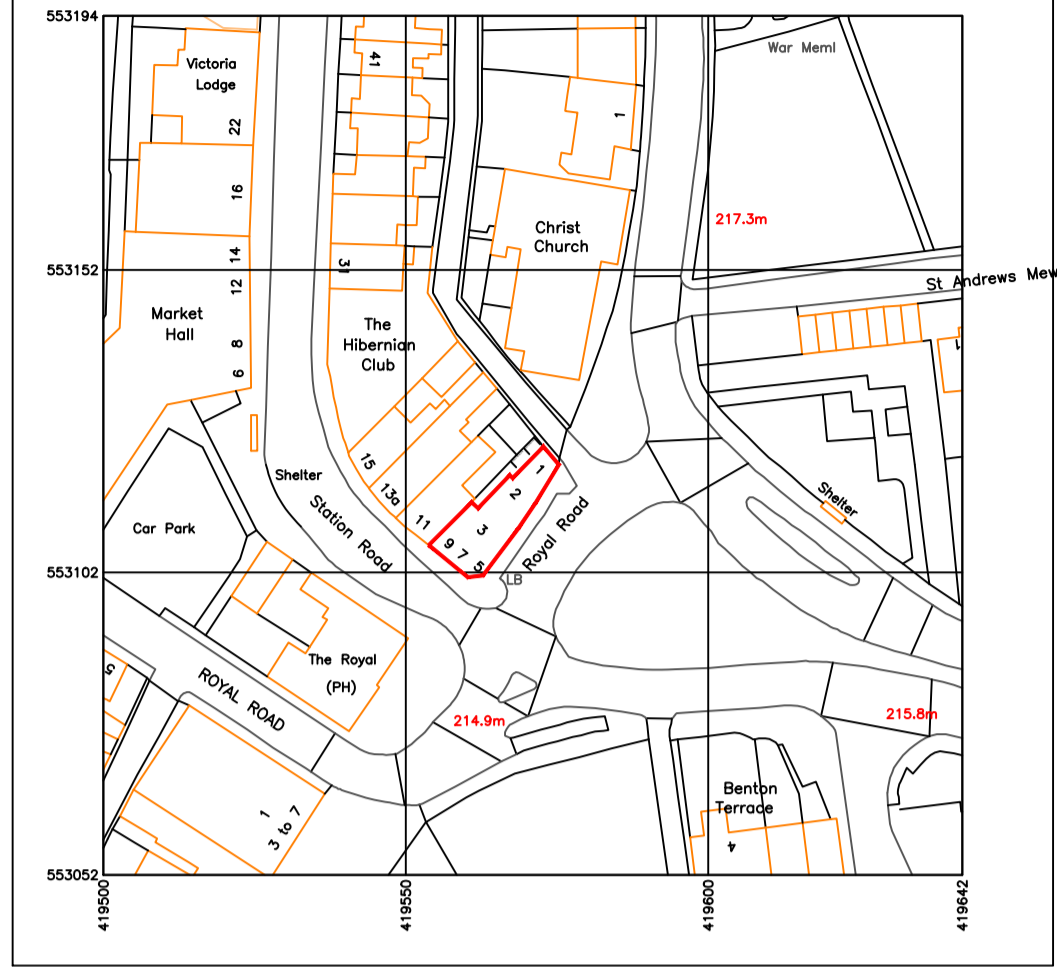 553194
War Meml
Victoria
Lodge
41
22
1
16
217.3m
Christ
Church
14
31
553152
12
St Andrews Mew
Market
Hall
The
Hibernian
Club
8
6
1
15
1
Shelter
13a
2
Shelter
Station Road
11
3
Royal Road
Car Park
9
7
5
553102
LB
The Royal
(PH)
5
ROYAL ROAD
214.9m
215.8m
Benton
Terrace
1
3 to 7
4
553052
419500
419550
419600
419642